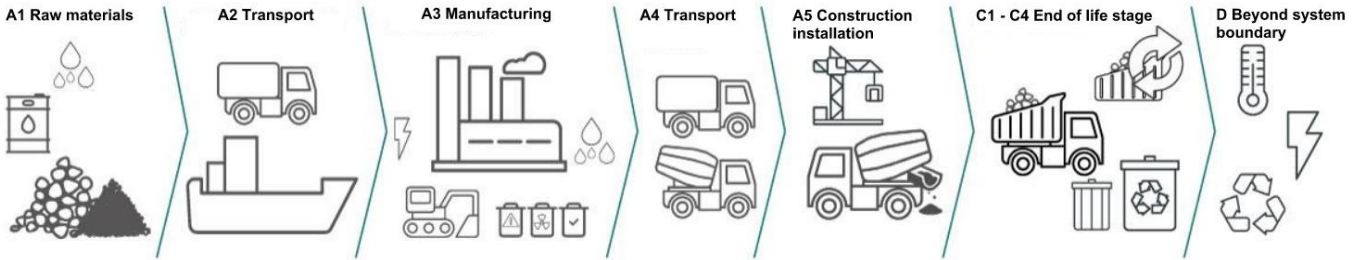 A1 Raw materials
A2 Transport
A3 Manufacturing
A4 Transport
A5 Construction
installation
C1 - C4 End of life stage
D Beyond system
boundary